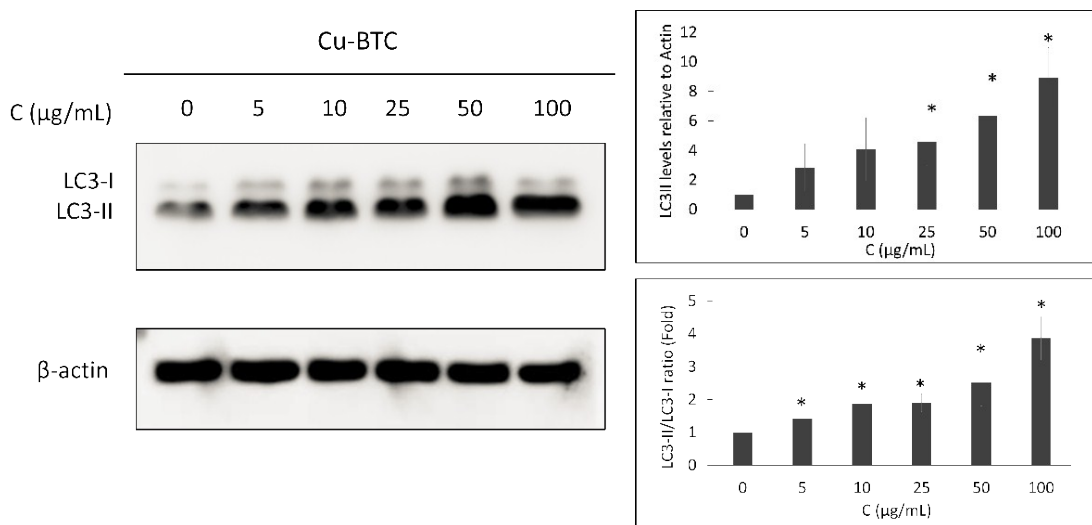 Cu-BTC
C (µg/mL) 0 5 10 25 50 100
LC3-I
LC3-II
β-actin
LC3II levels relative to Actin
12
10
8
6
4
2
0
* * *
0 5 10 25 50 100
C (µg/mL)
LC3-II/LC3-I ratio (Fold)
5
4
3
2
1
0
* * * * *
0 5 10 25 50 100
C (µg/mL)